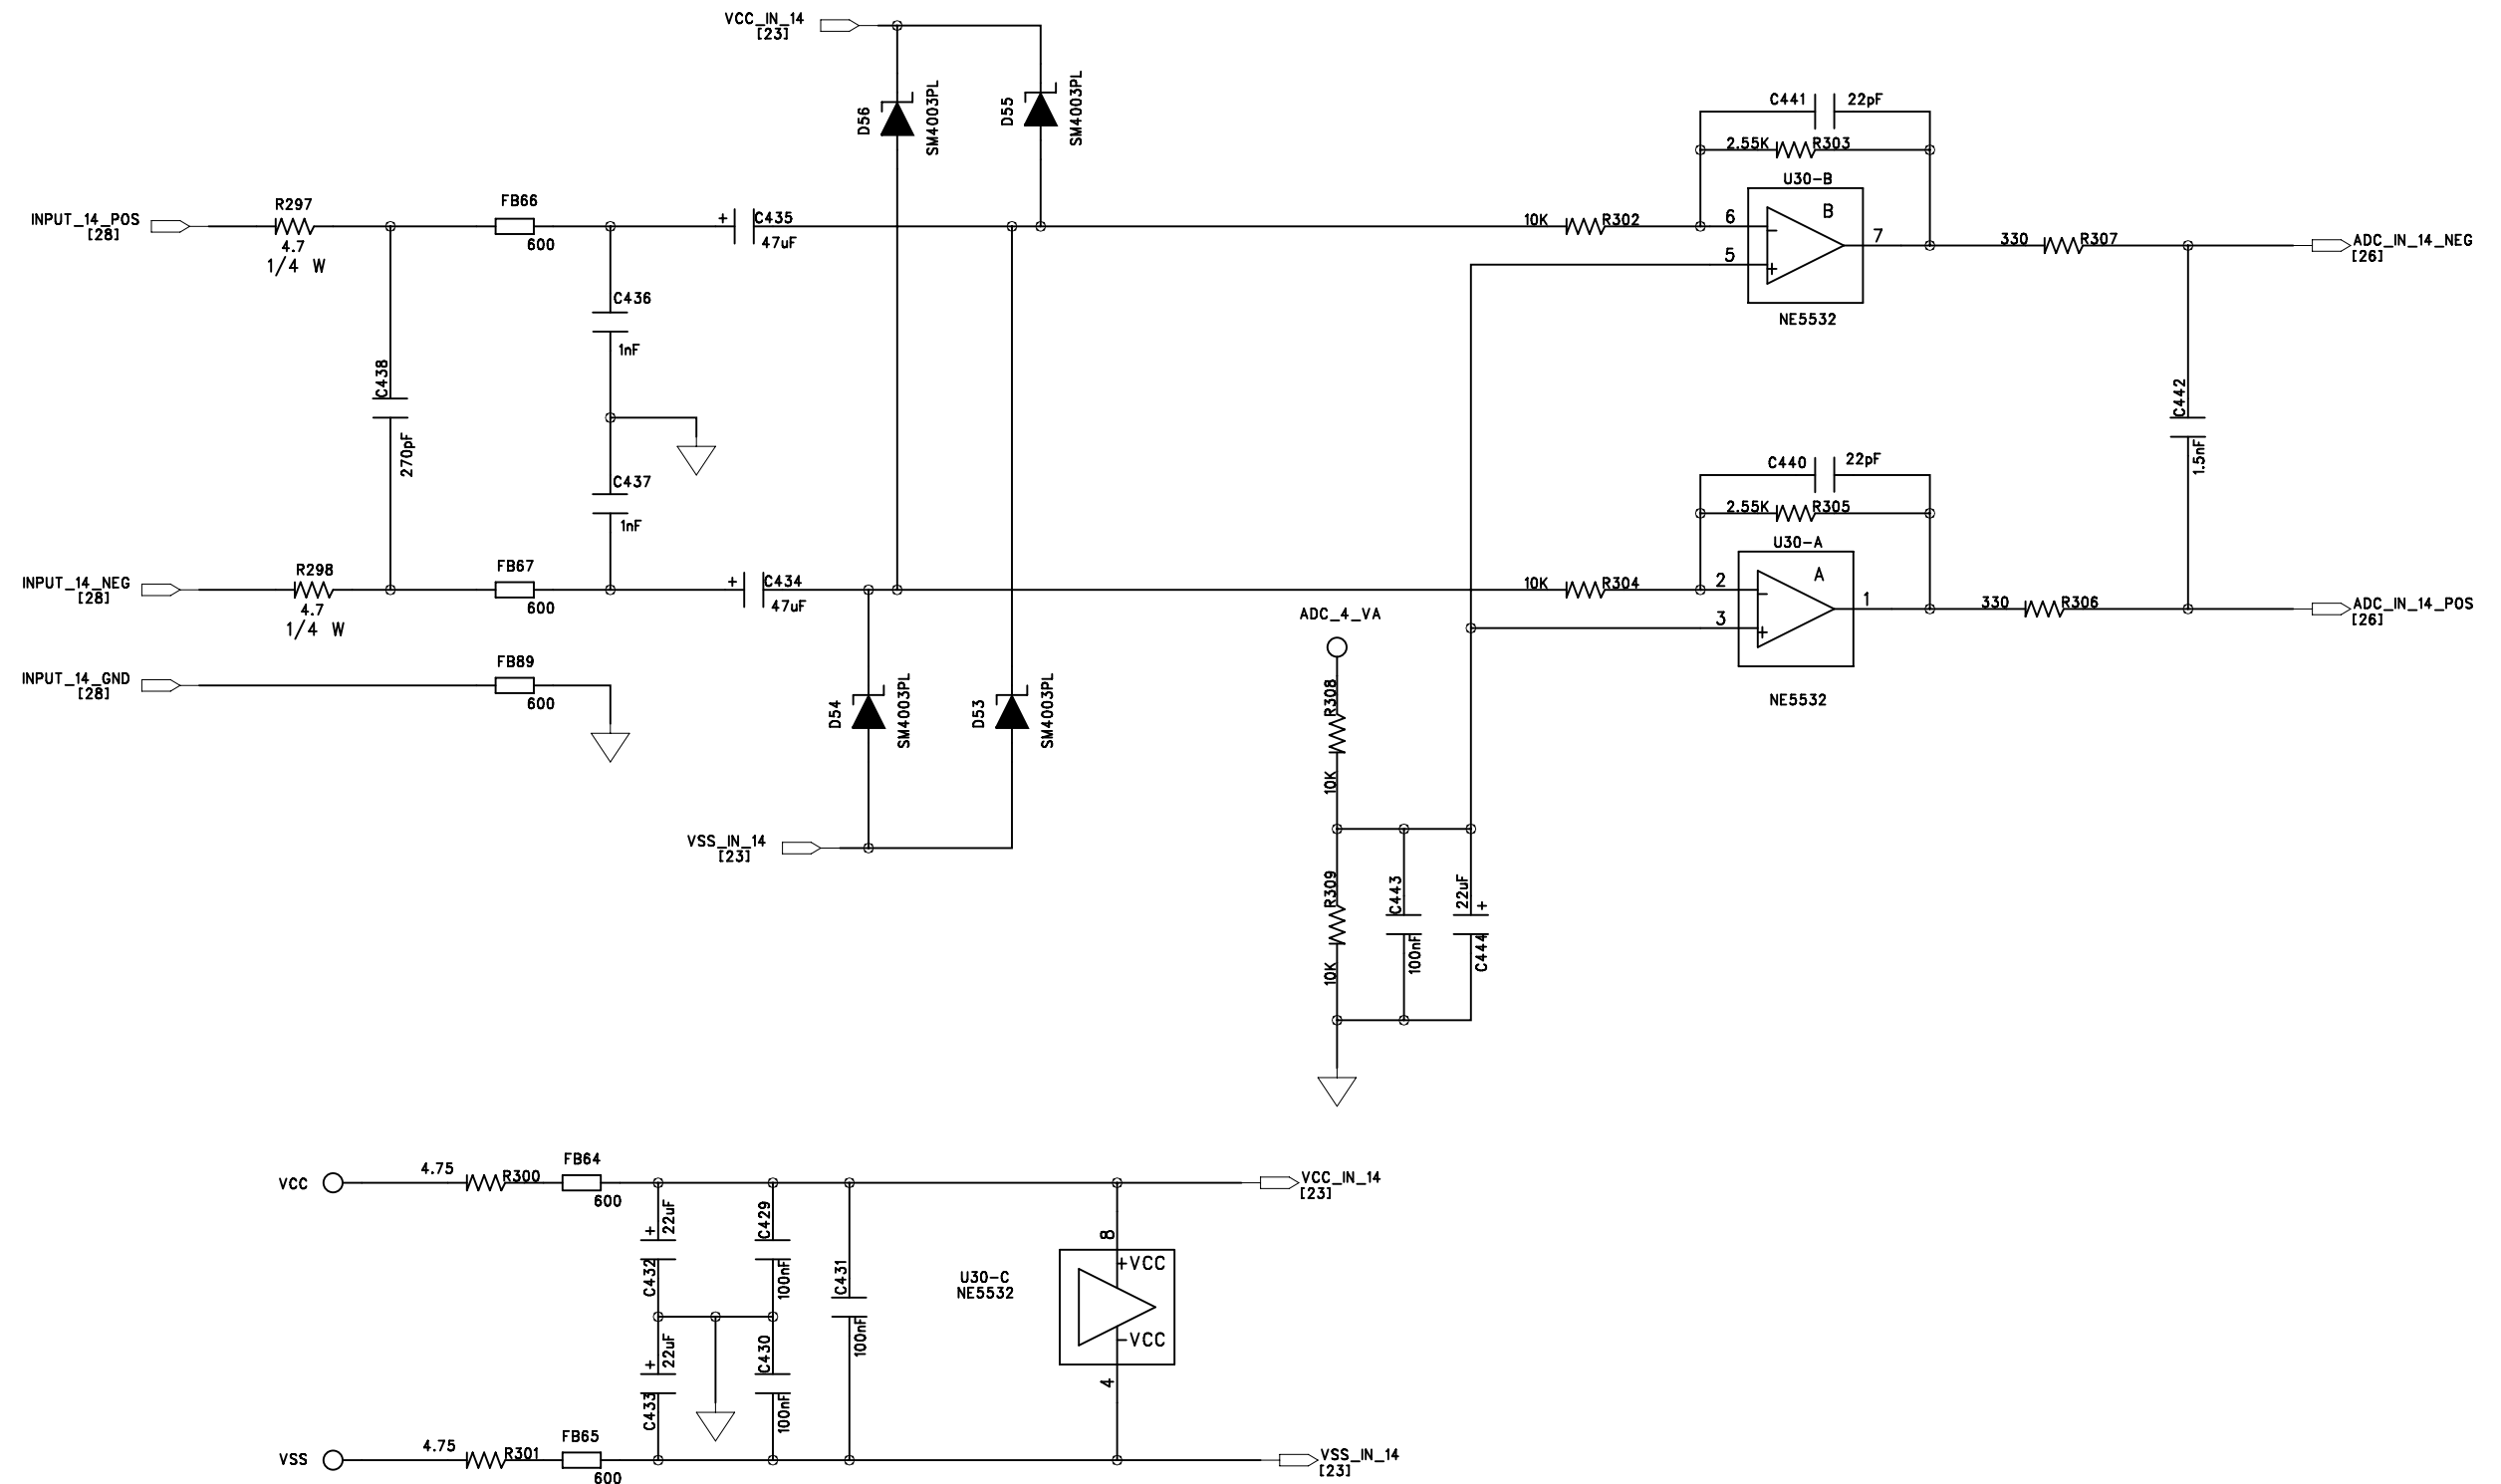 VCC_IN_14
[23]
D56
SM4003PL
D55
SM4003PL
C441
22pF
2.55K
R303
U30-B
B
6
5
7
NE5532
INPUT_14_POS
[28]
R297
4.7
1/4 W
FB66
600
C435
47uF
10K
R302
330
R307
ADC_IN_14_NEG
[26]
C436
1nF
C438
270pF
C437
1nF
C442
1.5nF
C440
22pF
2.55K
R305
U30-A
A
2
3
1
NE5532
INPUT_14_NEG
[28]
R298
4.7
1/4 W
FB67
600
C434
47uF
10K
R304
330
R306
ADC_IN_14_POS
[26]
ADC_4_VA
INPUT_14_GND
[28]
FB89
600
D54
SM4003PL
D53
SM4003PL
R308
10K
VSS_IN_14
[23]
R309
10K
C443
100nF
22uF
C444
VCC
4.75
R300
FB64
600
VCC_IN_14
[23]
22uF
C432
C429
100nF
C431
100nF
U30-C
NE5532
8
+VCC
-VCC
4
22uF
C433
C430
100nF
VSS
4.75
R301
FB65
600
VSS_IN_14
[23]